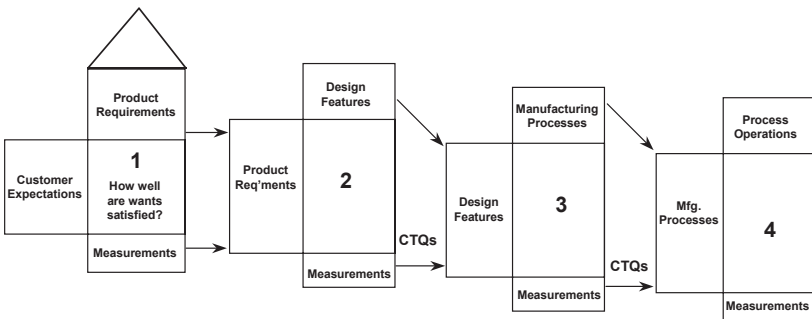 Product
Requirements
Customer
Expectations
1
How well
are wants
satisfied?
Measurements
Design
Features
Product
Req'ments
2
CTQs
Measurements
Manufacturing
Processes
Design
Features
3
CTQs
Measurements
Process
Operations
Mfg.
Processes
4
Measurements